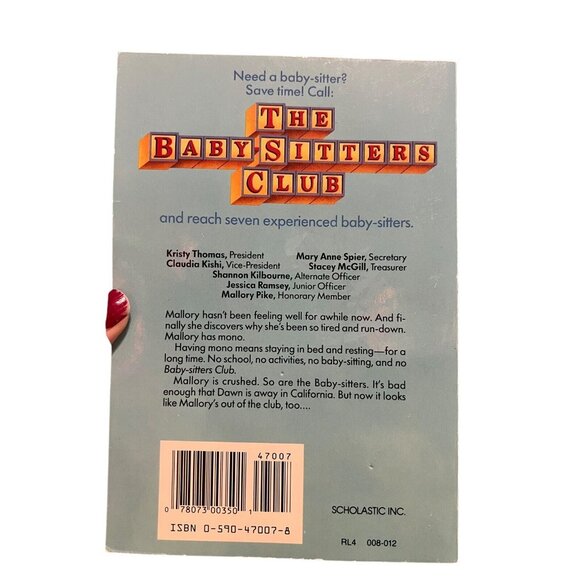 Need a baby-sitter?
Save time! Call:
THE
BABY-SITTERS
CLUB
and reach seven experienced baby-sitters.
Kristy Thomas, President Mary Anne Spier, Secretary
Claudia Kishi, Vice-President Stacey McGill, Treasurer
Shannon Kilbourne, Alternate Officer
Jessica Ramsey, Junior Officer
Mallory Pike, Honorary Member
Mallory hasn't been feeling well for awhile now. And fi-
nally she discovers why she's been so tired and run-down.
Mallory has mono.
Having mono means staying in bed and resting—for a
long time. No school, no activities, no baby-sitting, and no
Baby-sitters Club.
Mallory is crushed. So are the Baby-sitters. It's bad
enough that Dawn is away in California. But now it looks
like Mallory's out of the club, too....
47007
0 78073 00350 1
ISBN 0-590-47007-8
SCHOLASTIC INC.
RL4 008-012